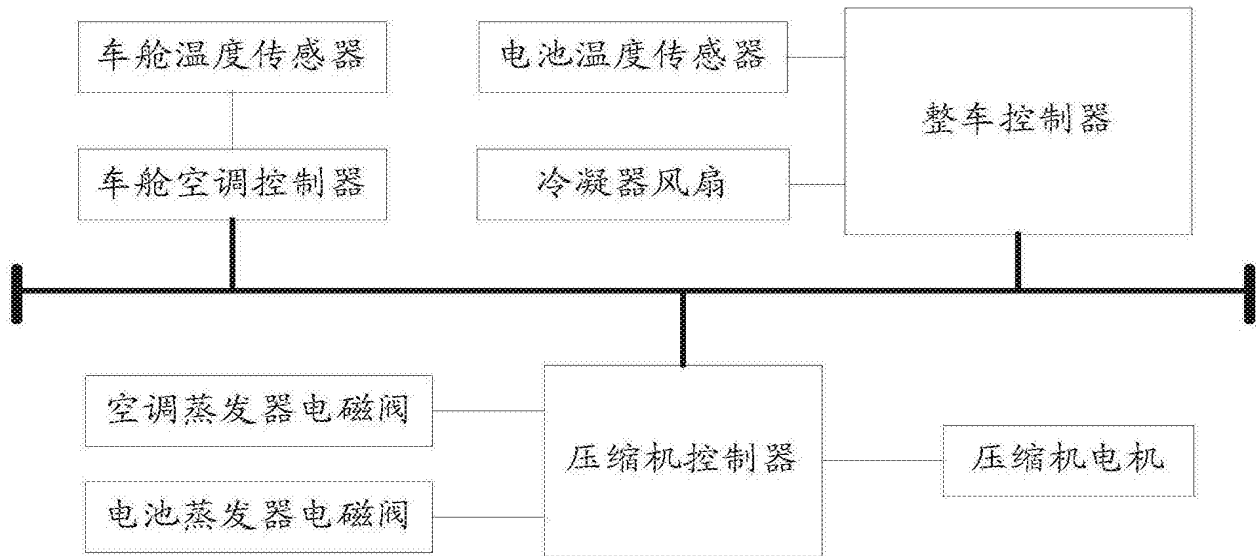 车舱温度传感器
电池温度传感器
整车控制器
车舱空调控制器
冷凝器风扇
空调蒸发器电磁阀
压缩机控制器
压缩机电机
电池蒸发器电磁阀